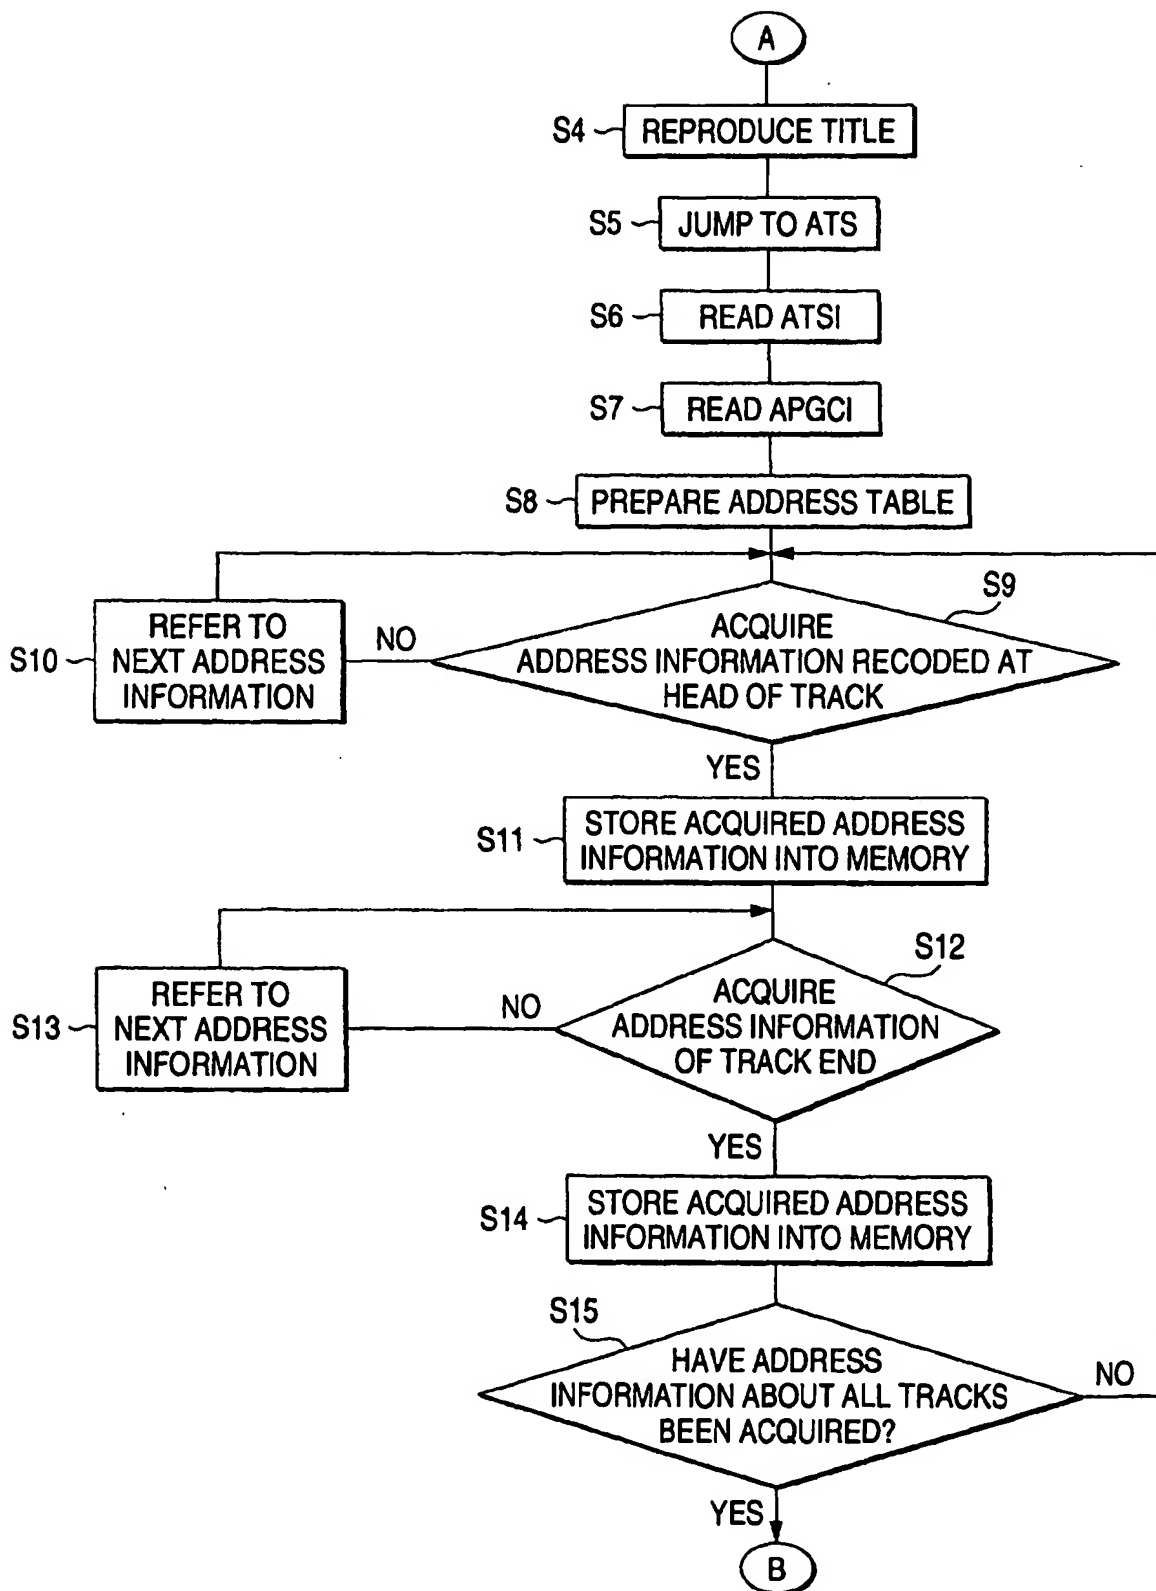 A
S4
REPRODUCE TITLE
S5
JUMP TO ATS
S6
READ ATSI
S7
READ APGCI
S8
PREPARE ADDRESS TABLE
S9
ACQUIRE
ADDRESS INFORMATION RECODED AT
HEAD OF TRACK
NO
S10
REFER TO
NEXT ADDRESS
INFORMATION
YES
S11
STORE ACQUIRED ADDRESS
INFORMATION INTO MEMORY
S12
ACQUIRE
ADDRESS INFORMATION
OF TRACK END
NO
S13
REFER TO
NEXT ADDRESS
INFORMATION
YES
S14
STORE ACQUIRED ADDRESS
INFORMATION INTO MEMORY
S15
HAVE ADDRESS
INFORMATION ABOUT ALL TRACKS
BEEN ACQUIRED?
NO
YES
B